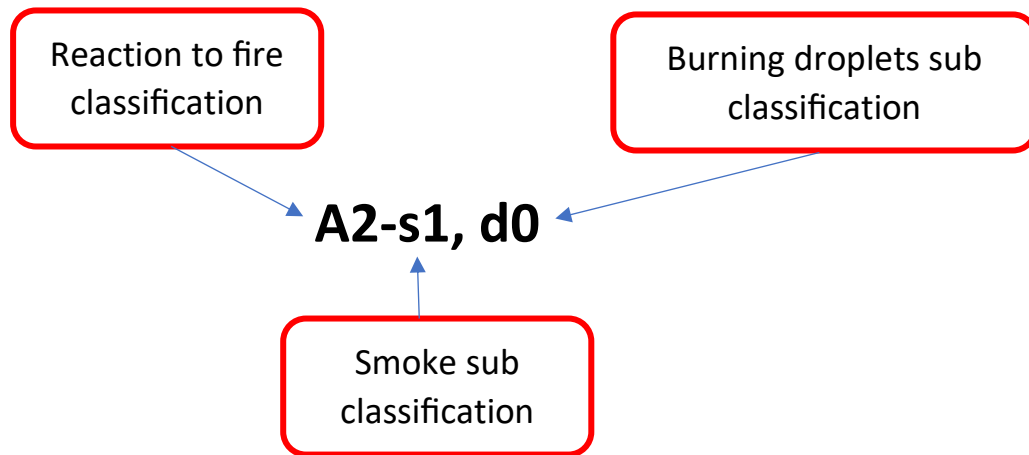 Reaction to fire
classification
Burning droplets sub
classification
A2-s1, d0
Smoke sub
classification